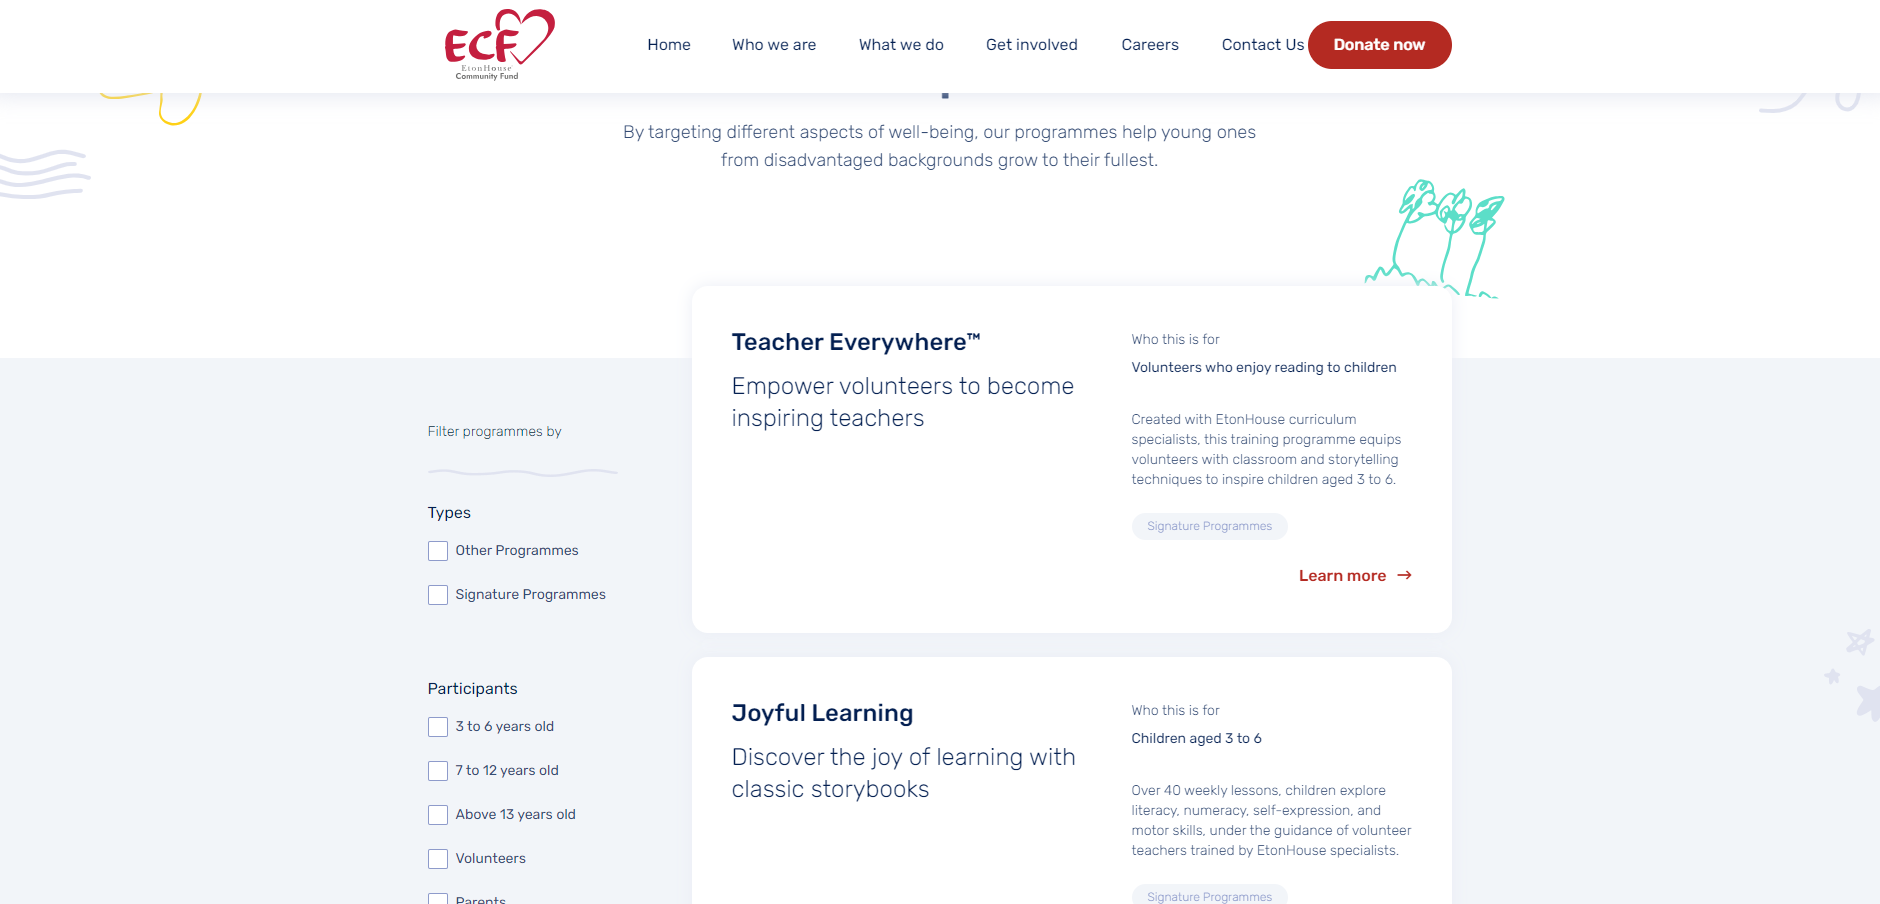 ECF
EtonHouse
Community Fund
Home
Who we are
What we do
Get involved
Careers
Contact Us
Donate now
By targeting different aspects of well-being, our programmes help young ones
from disadvantaged backgrounds grow to their fullest.
Filter programmes by
Types
Other Programmes
Signature Programmes
Participants
3 to 6 years old
7 to 12 years old
Above 13 years old
Volunteers
Parents
Teacher Everywhere™
Empower volunteers to become
inspiring teachers
Who this is for
Volunteers who enjoy reading to children
Created with EtonHouse curriculum
specialists, this training programme equips
volunteers with classroom and storytelling
techniques to inspire children aged 3 to 6.
Signature Programmes
Learn more →
Joyful Learning
Discover the joy of learning with
classic storybooks
Who this is for
Children aged 3 to 6
Over 40 weekly lessons, children explore
literacy, numeracy, self-expression, and
motor skills, under the guidance of volunteer
teachers trained by EtonHouse specialists.
Signature Programmes